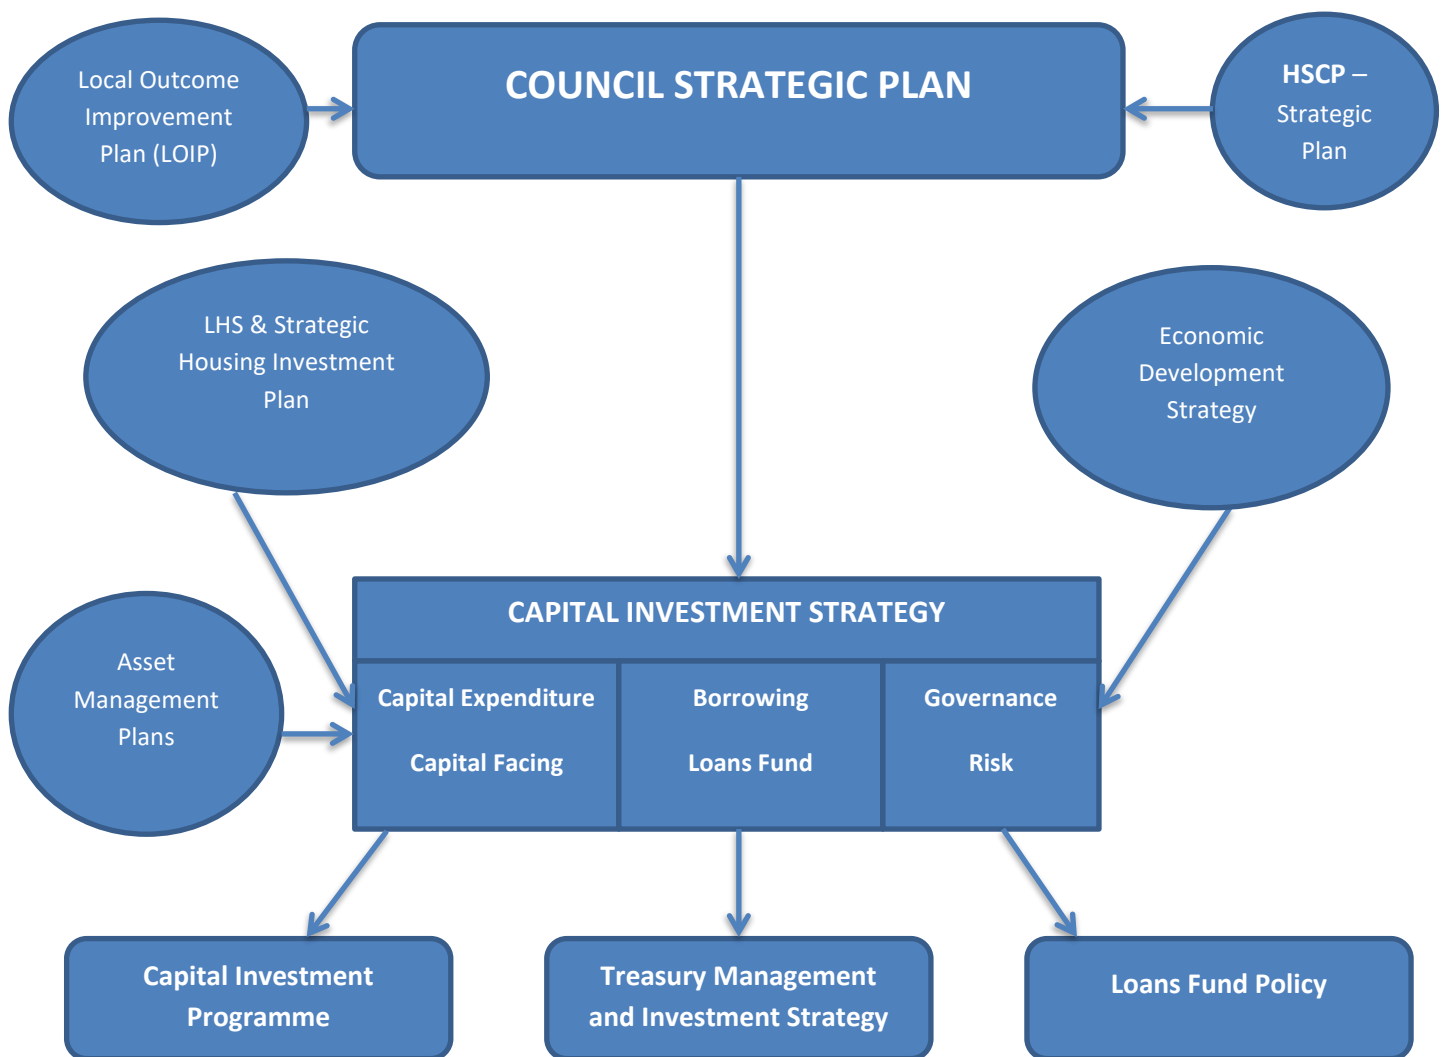 Local Outcome
Improvement
Plan (LOIP)
COUNCIL STRATEGIC PLAN
HSCP –
Strategic
Plan
LHS & Strategic
Housing Investment
Plan
Economic
Development
Strategy
CAPITAL INVESTMENT STRATEGY
Asset
Management
Plans
Capital Expenditure
Capital Facing
Borrowing
Loans Fund
Governance
Risk
Capital Investment
Programme
Treasury Management
and Investment Strategy
Loans Fund Policy